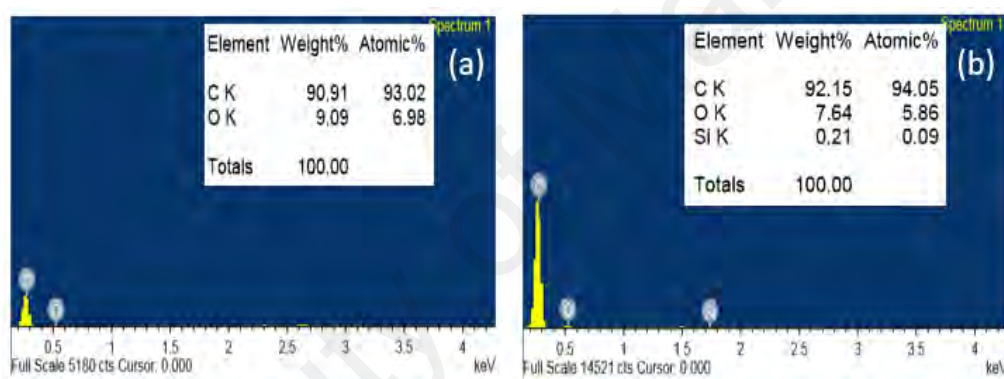 Spectrum 1
(a)
Element Weight% Atomic%
C K 90.91 93.02
O K 9.09 6.98
Totals 100.00
0.5 1 1.5 2 2.5 3 3.5 4
Full Scale 5180 cts Cursor: 0.000 keV
Spectrum 1
(b)
Element Weight% Atomic%
C K 92.15 94.05
O K 7.64 5.86
Si K 0.21 0.09
Totals 100.00
0.5 1 1.5 2 2.5 3 3.5 4
Full Scale 14521 cts Cursor: 0.000 keV